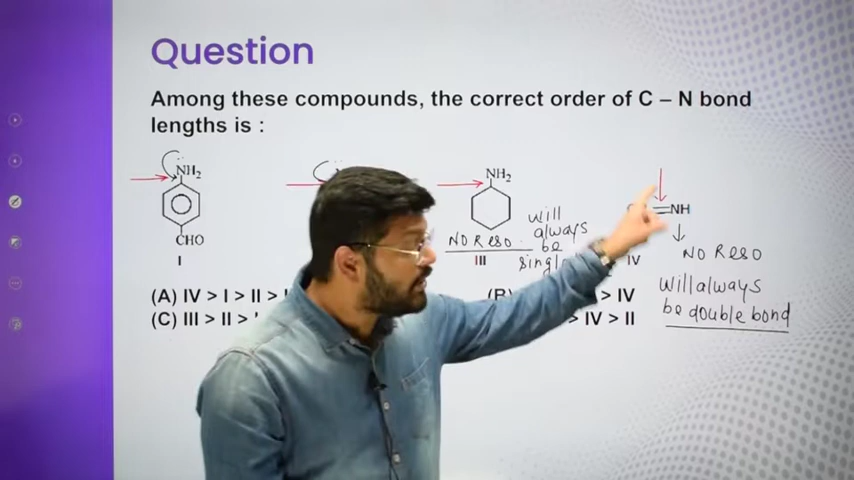 Question
Among these compounds, the correct order of C – N bond
lengths is :
NH2
CHO
I
NH2
NO Reso
III
will
always
be
=NH
NO Reso
IV
will always
be double bond
(A) IV > I > II >
> IV
(C) III > II >
> IV > II